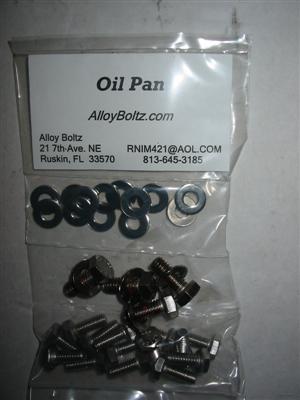 Oil Pan
AlloyBoltz.com
Alloy Boltz
21 7th-Ave. NE RNIM421@AOL.COM
Ruskin, FL 33570 813-645-3185